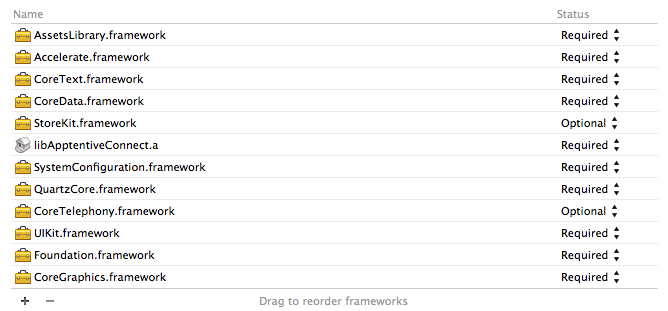 Name Status
AssetsLibrary.framework Required
Accelerate.framework Required
CoreText.framework Required
CoreData.framework Required
StoreKit.framework Optional
libApptentiveConnect.a Required
SystemConfiguration.framework Required
QuartzCore.framework Required
CoreTelephony.framework Optional
UIKit.framework Required
Foundation.framework Required
CoreGraphics.framework Required
+ − Drag to reorder frameworks